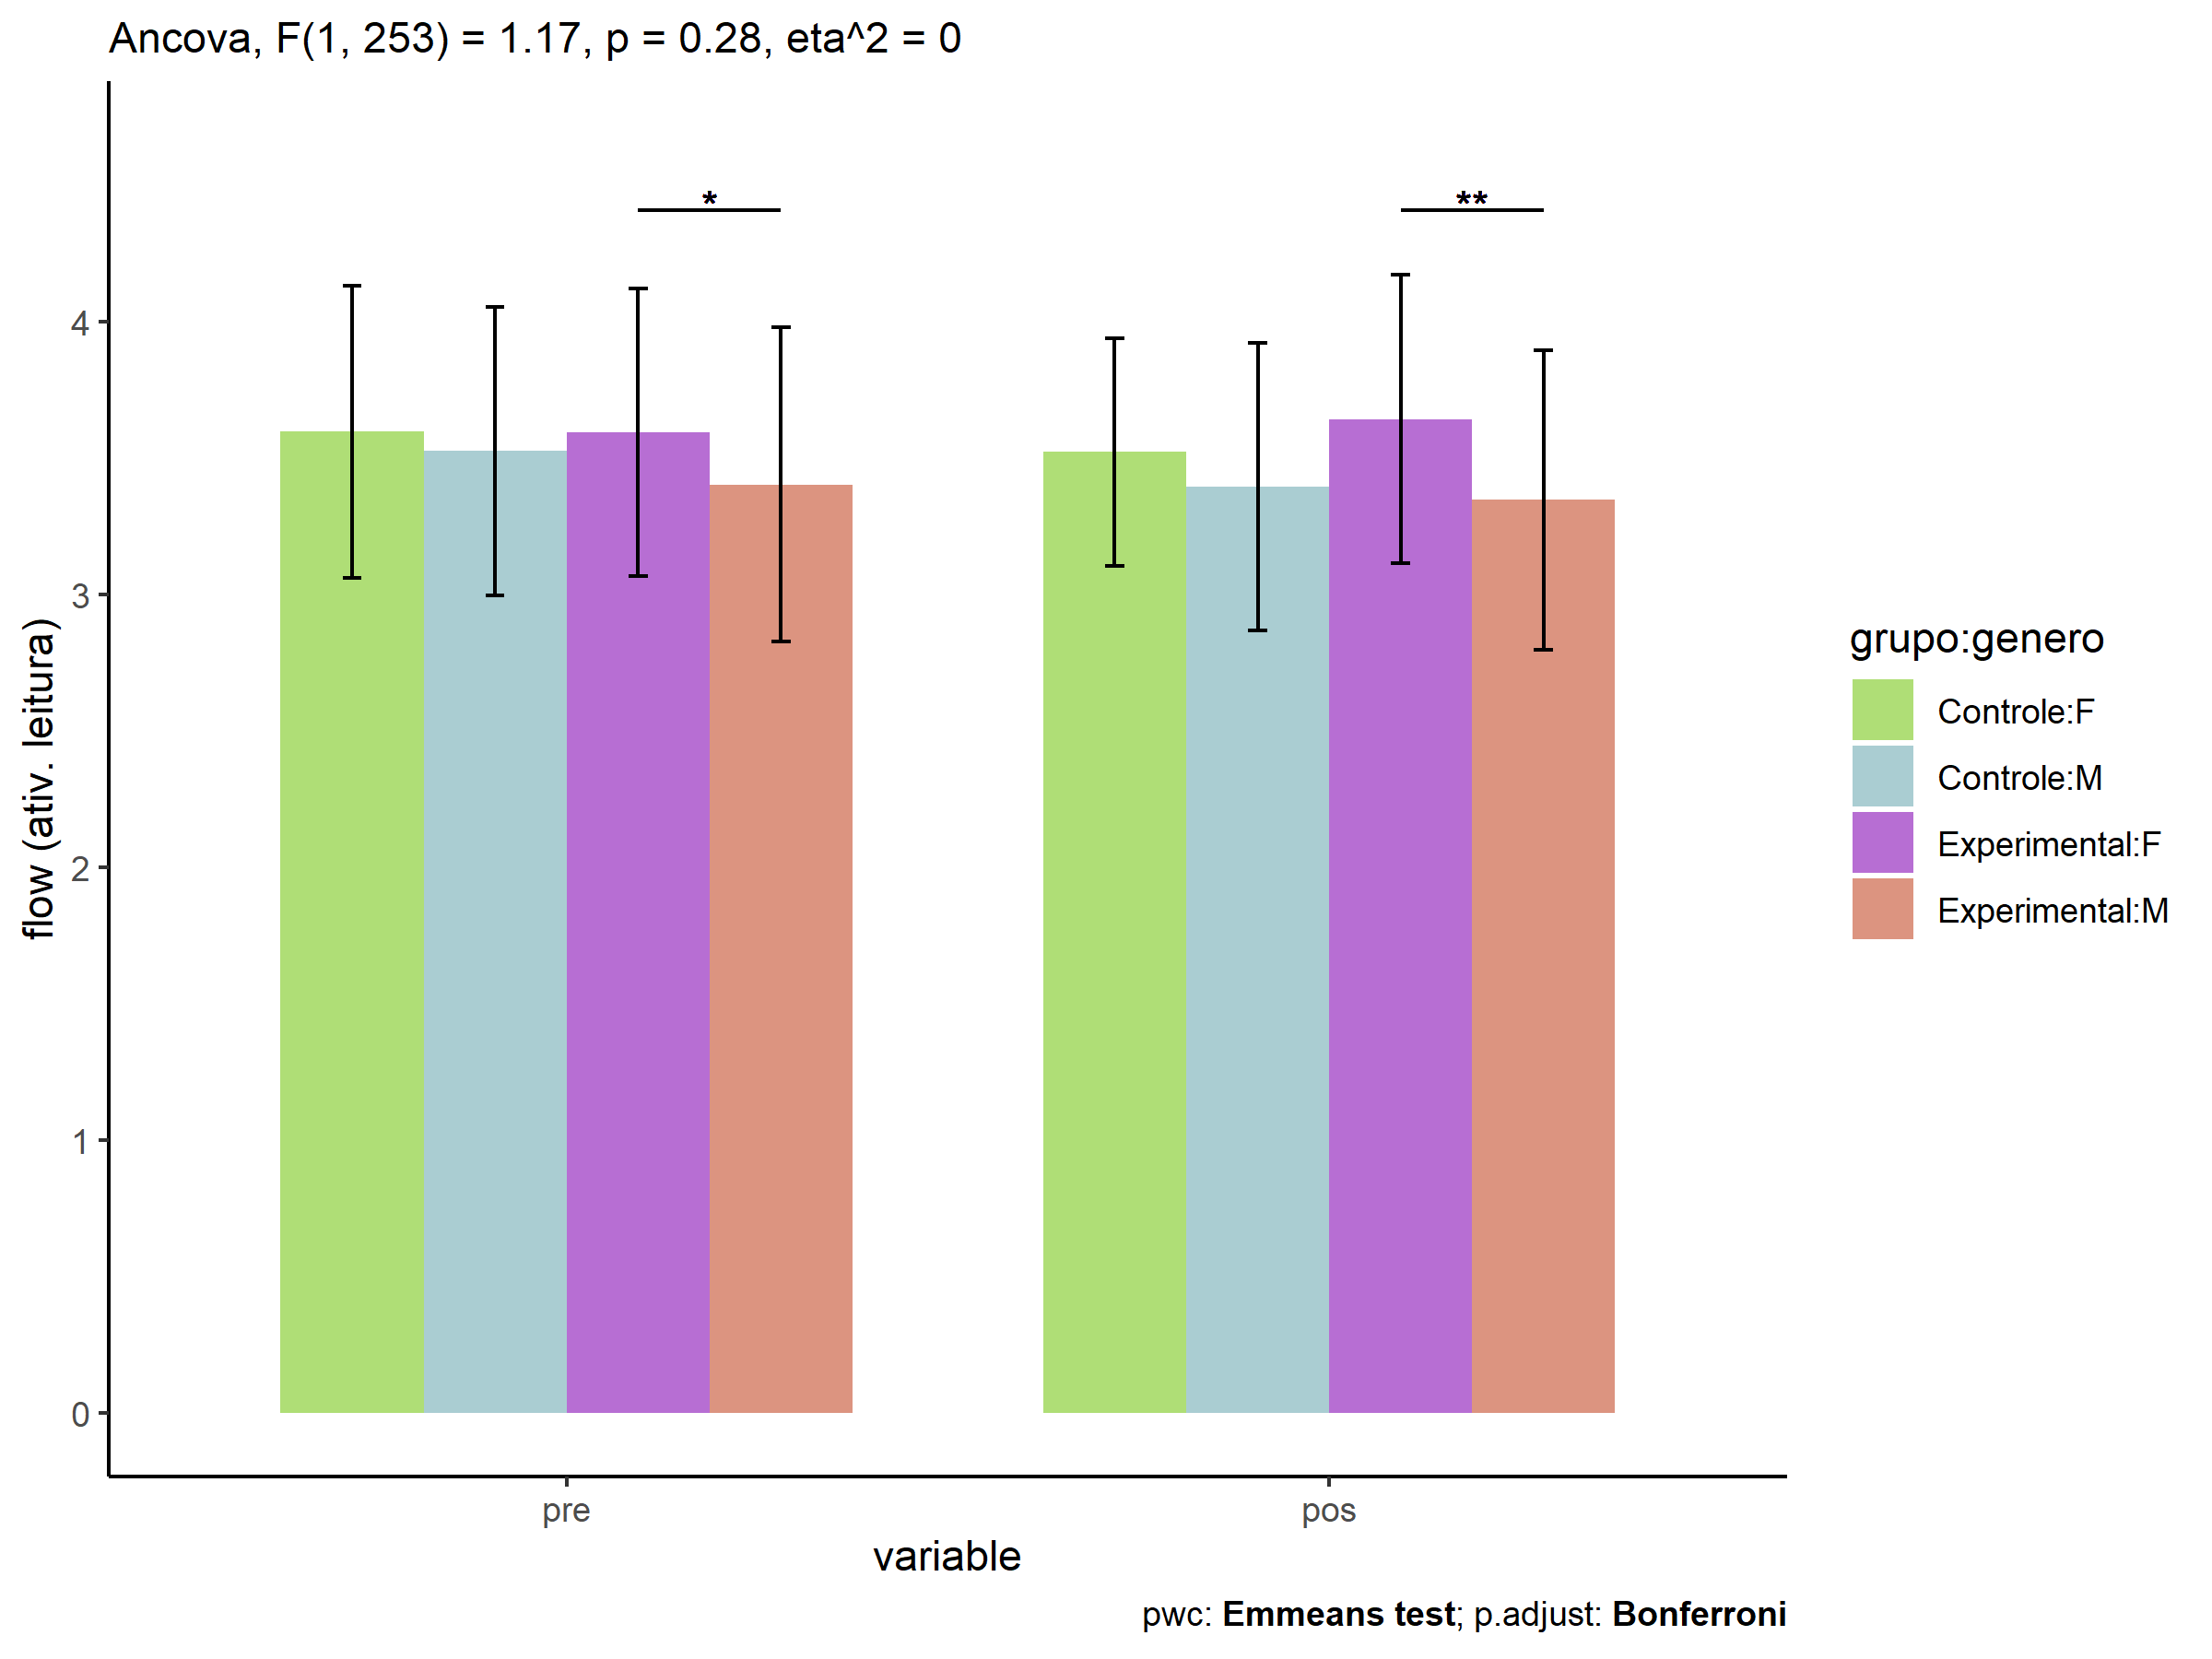 Ancova, F(1, 253) = 1.17, p = 0.28, eta^2 = 0
*
**
4
3
2
1
0
flow (ativ. leitura)
pre
pos
variable
grupo:genero
Controle:F
Controle:M
Experimental:F
Experimental:M
pwc: Emmeans test; p.adjust: Bonferroni